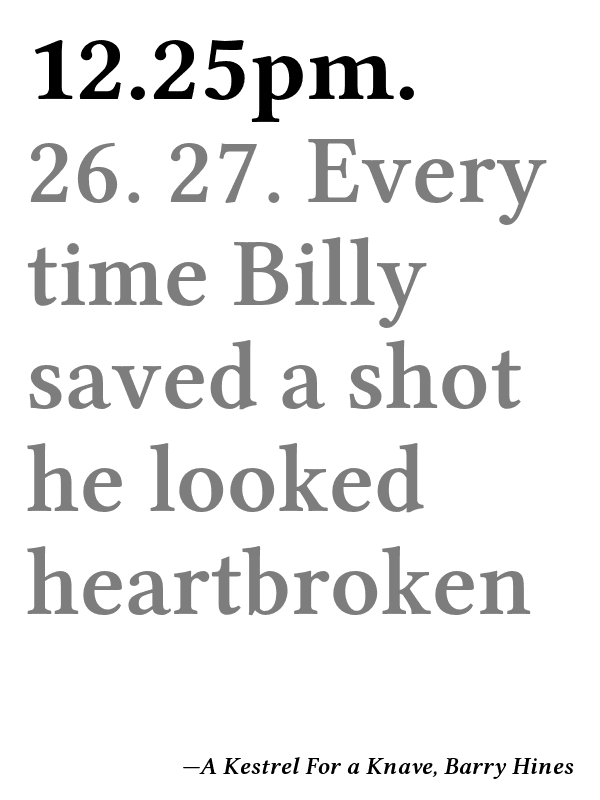 12.25pm.
26. 27. Every
time Billy
saved a shot
he looked
heartbroken
—A Kestrel For a Knave, Barry Hines